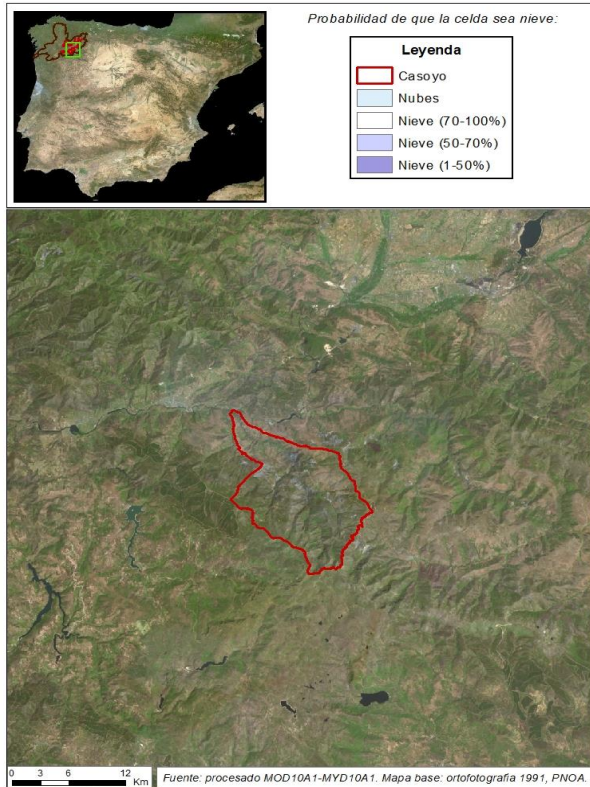 Probabilidad de que la celda sea nieve:
Leyenda
Casoyo
Nubes
Nieve (70-100%)
Nieve (50-70%)
Nieve (1-50%)
0 3 6 12
Km
Fuente: procesado MOD10A1-MYD10A1. Mapa base: ortofotografia 1991, PNOA.